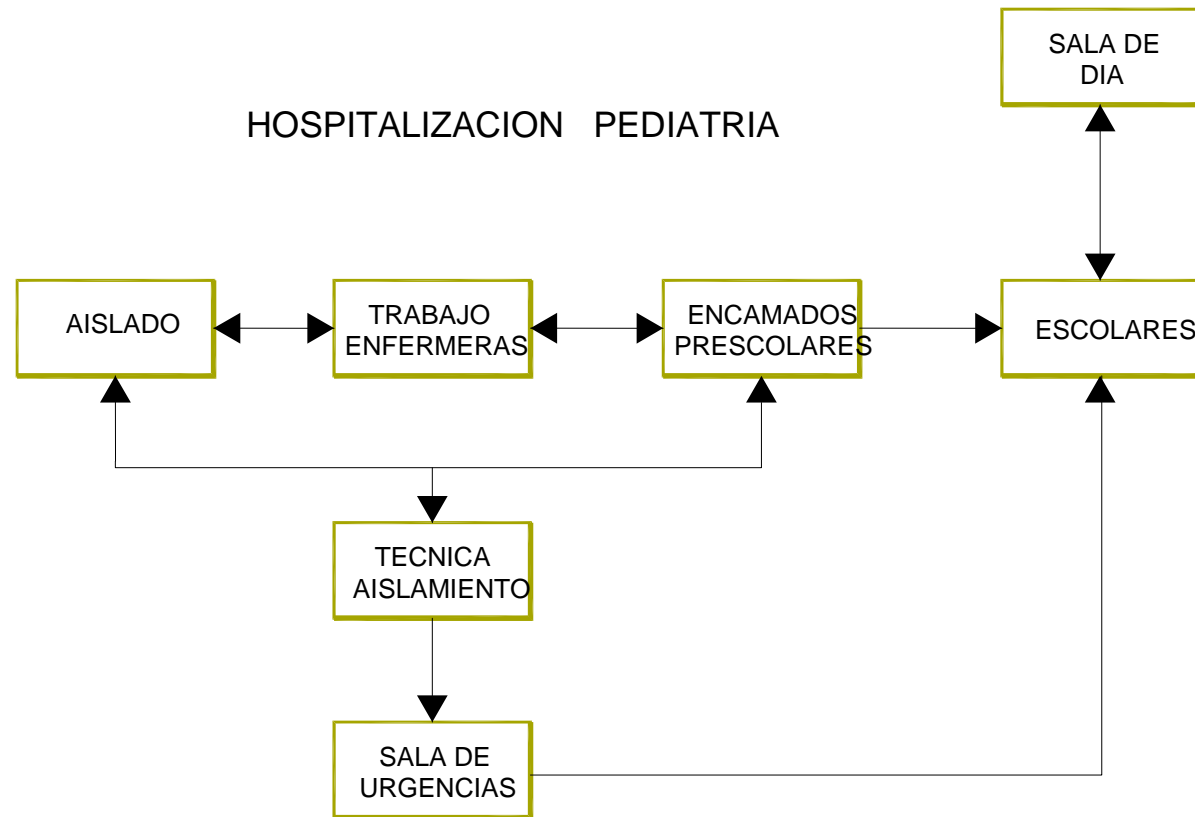 SALA DE
DIA
HOSPITALIZACION PEDIATRIA
AISLADO
TRABAJO
ENFERMERAS
ENCAMADOS
PRESCOLARES
ESCOLARES
TECNICA
AISLAMIENTO
SALA DE
URGENCIAS